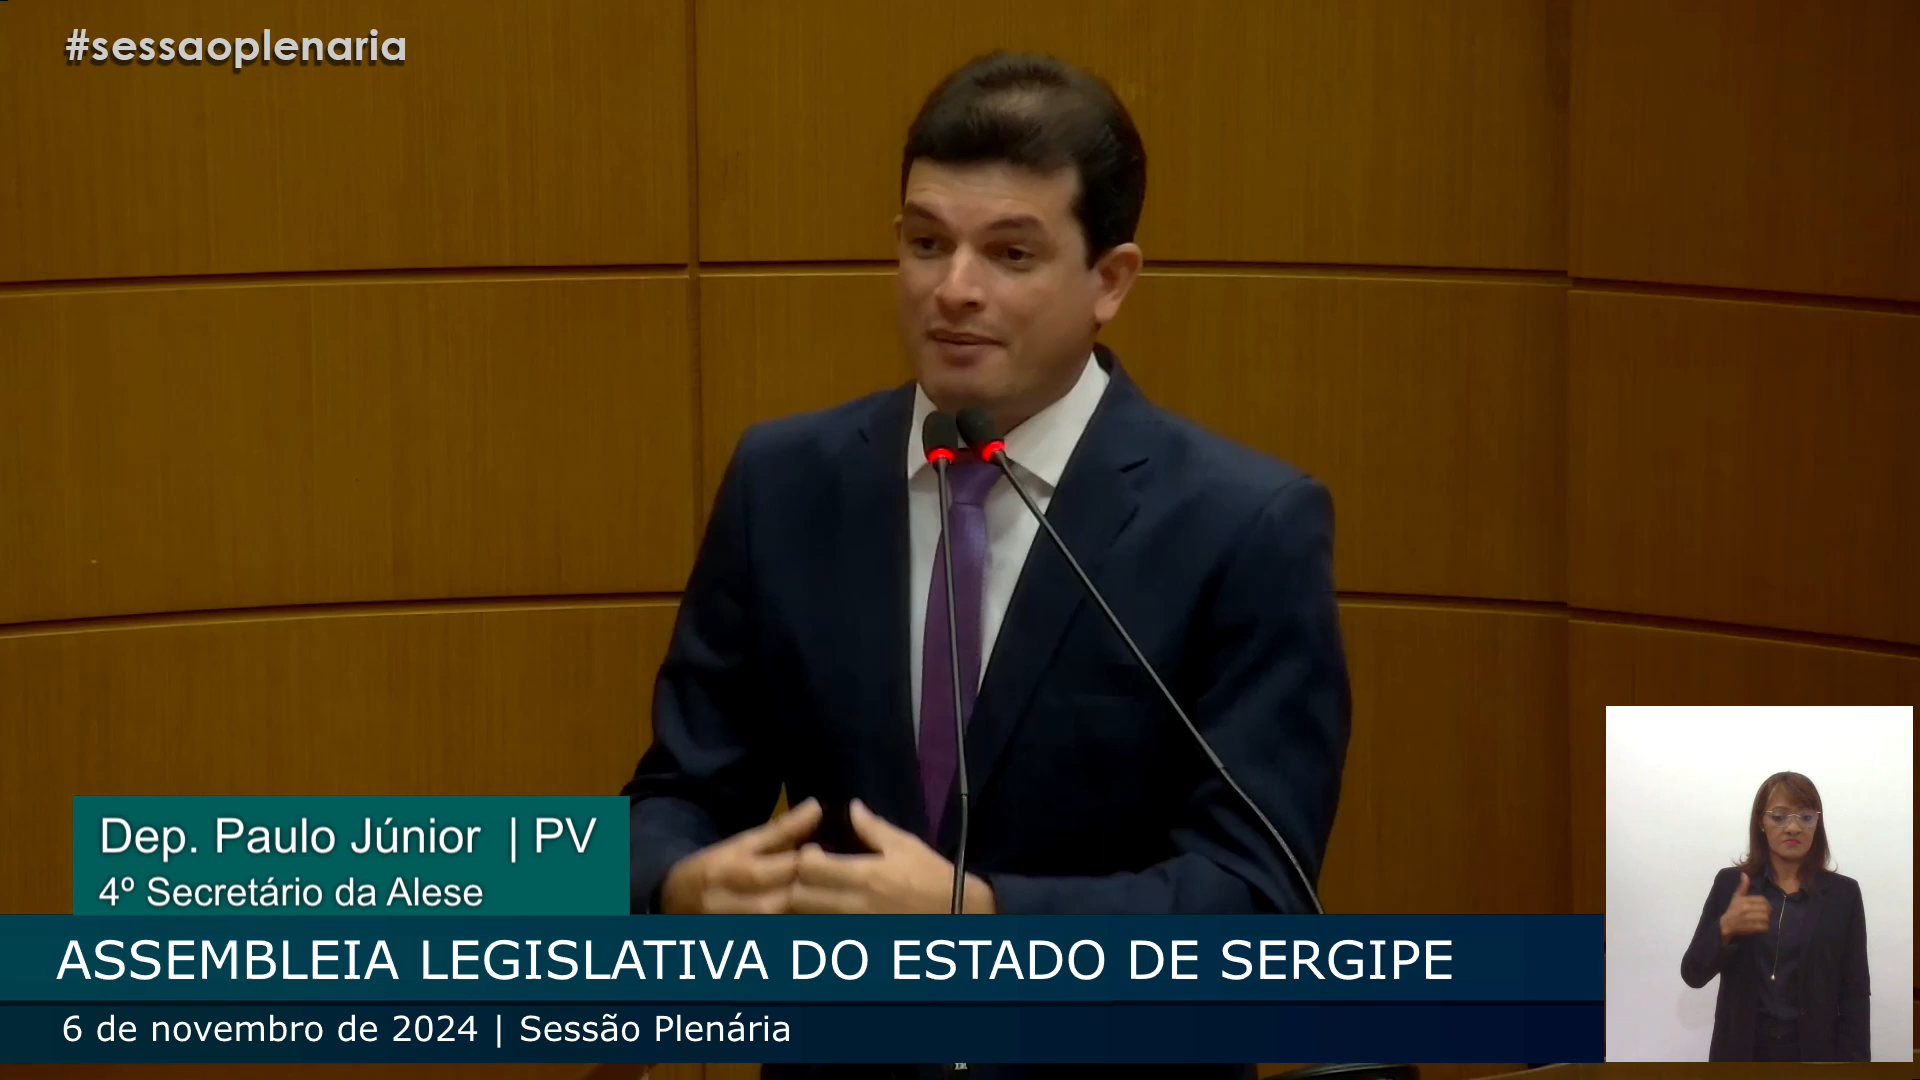 #sessaoplenaria
Dep. Paulo Júnior | PV
4º Secretário da Alese
ASSEMBLEIA LEGISLATIVA DO ESTADO DE SERGIPE
6 de novembro de 2024 | Sessão Plenária